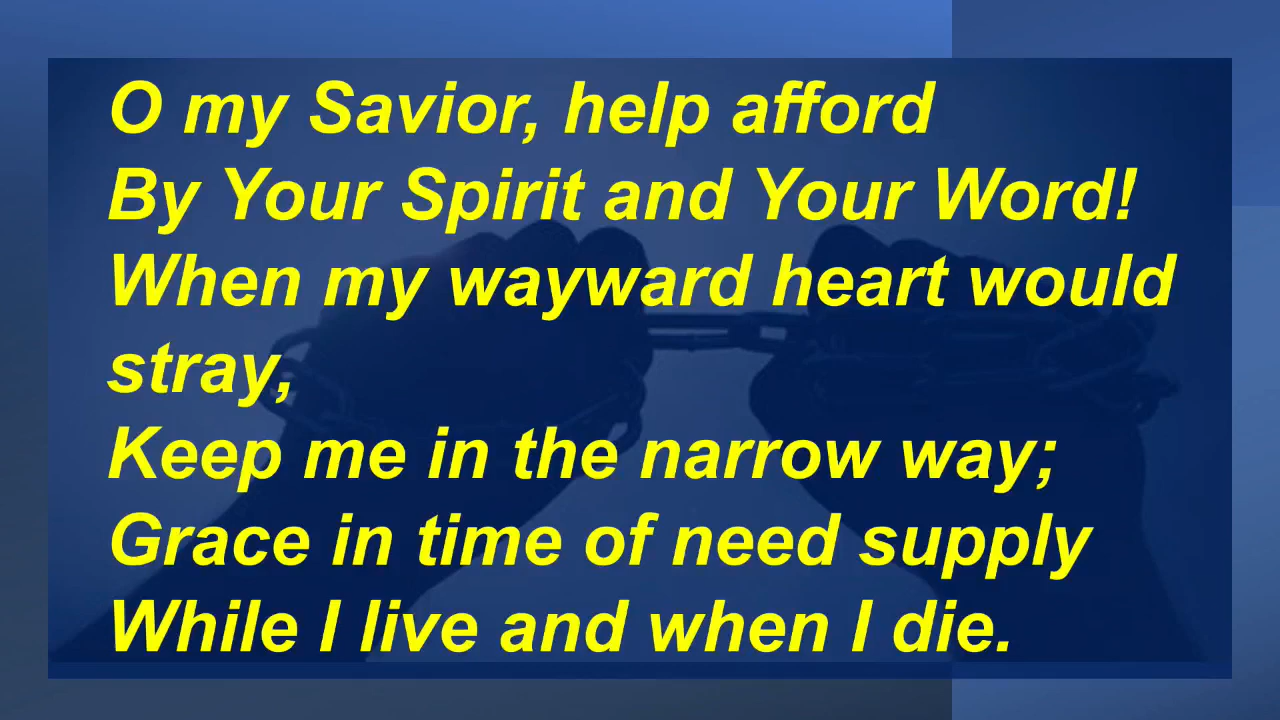 O my Savior, help afford
By Your Spirit and Your Word!
When my wayward heart would
stray,
Keep me in the narrow way;
Grace in time of need supply
While I live and when I die.